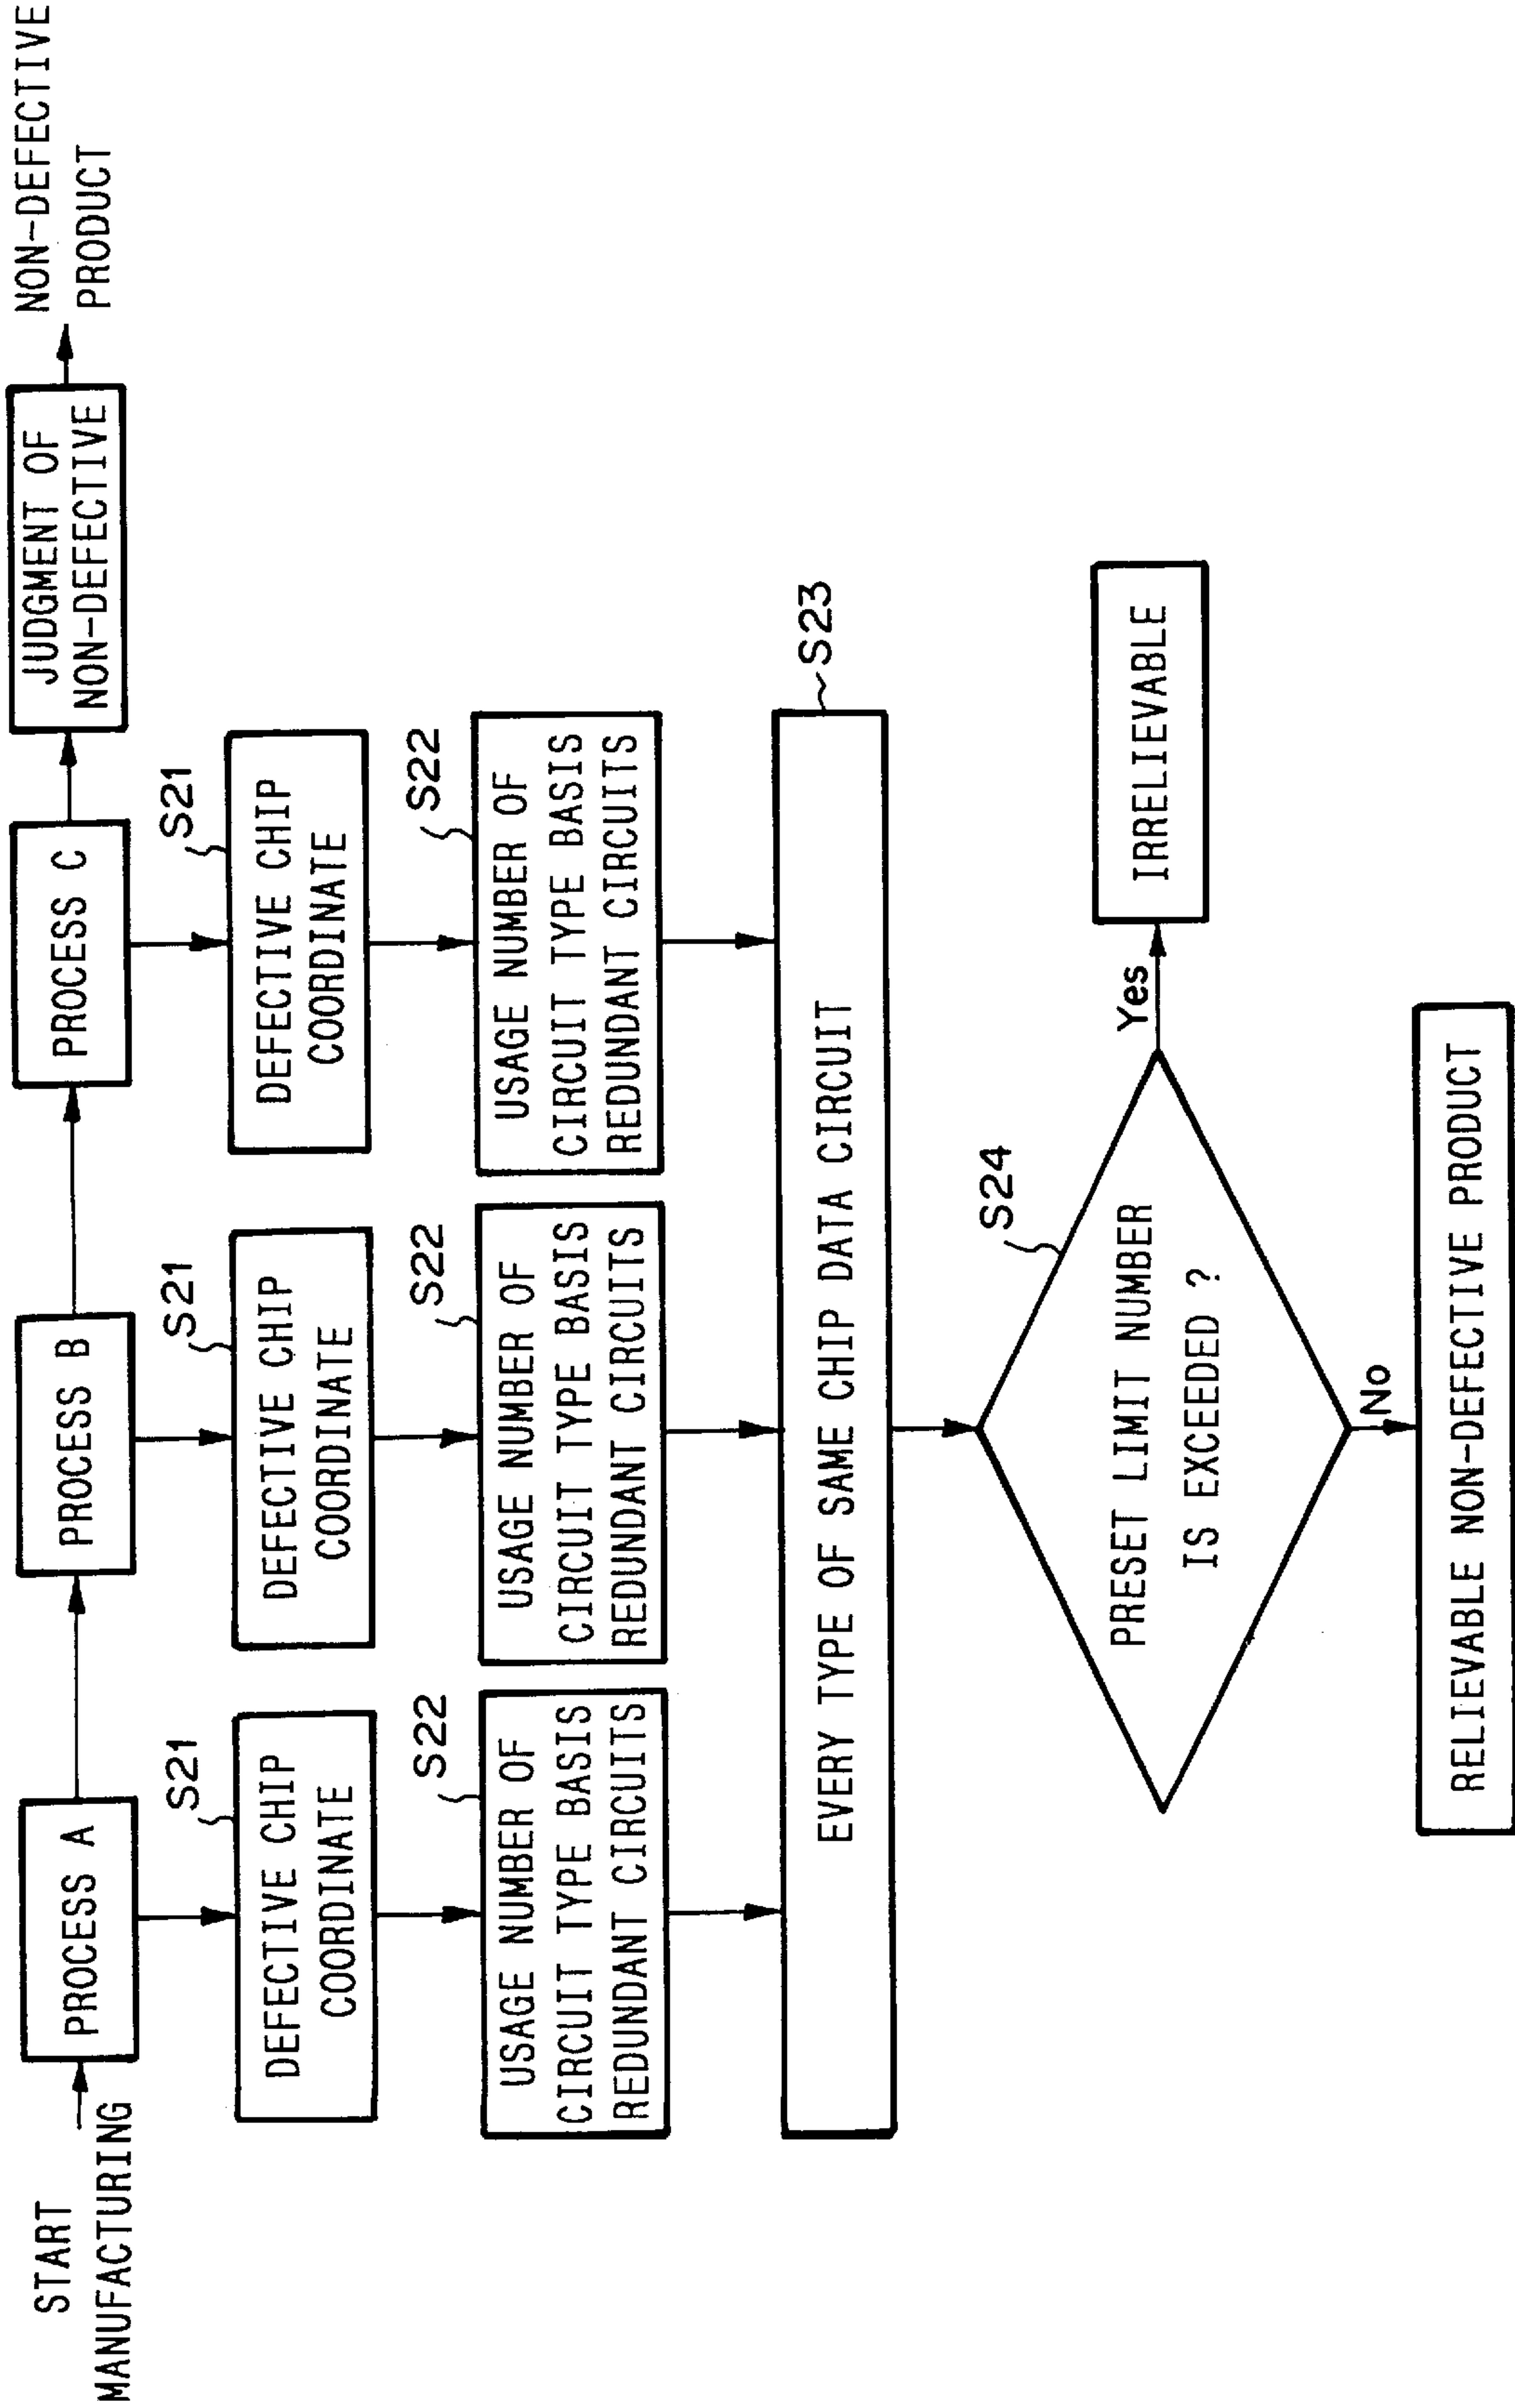 START
MANUFACTURING
PROCESS A
PROCESS B
PROCESS C
JUDGMENT OF
NON-DEFECTIVE
NON-DEFECTIVE
PRODUCT
S21
DEFECTIVE CHIP
COORDINATE
S21
DEFECTIVE CHIP
COORDINATE
S21
DEFECTIVE CHIP
COORDINATE
S22
USAGE NUMBER OF
CIRCUIT TYPE BASIS
REDUNDANT CIRCUITS
S22
USAGE NUMBER OF
CIRCUIT TYPE BASIS
REDUNDANT CIRCUITS
S22
USAGE NUMBER OF
CIRCUIT TYPE BASIS
REDUNDANT CIRCUITS
S23
EVERY TYPE OF SAME CHIP DATA CIRCUIT
S24
PRESET LIMIT NUMBER
IS EXCEEDED ?
Yes
IRRELIEVABLE
No
RELIEVABLE NON-DEFECTIVE PRODUCT